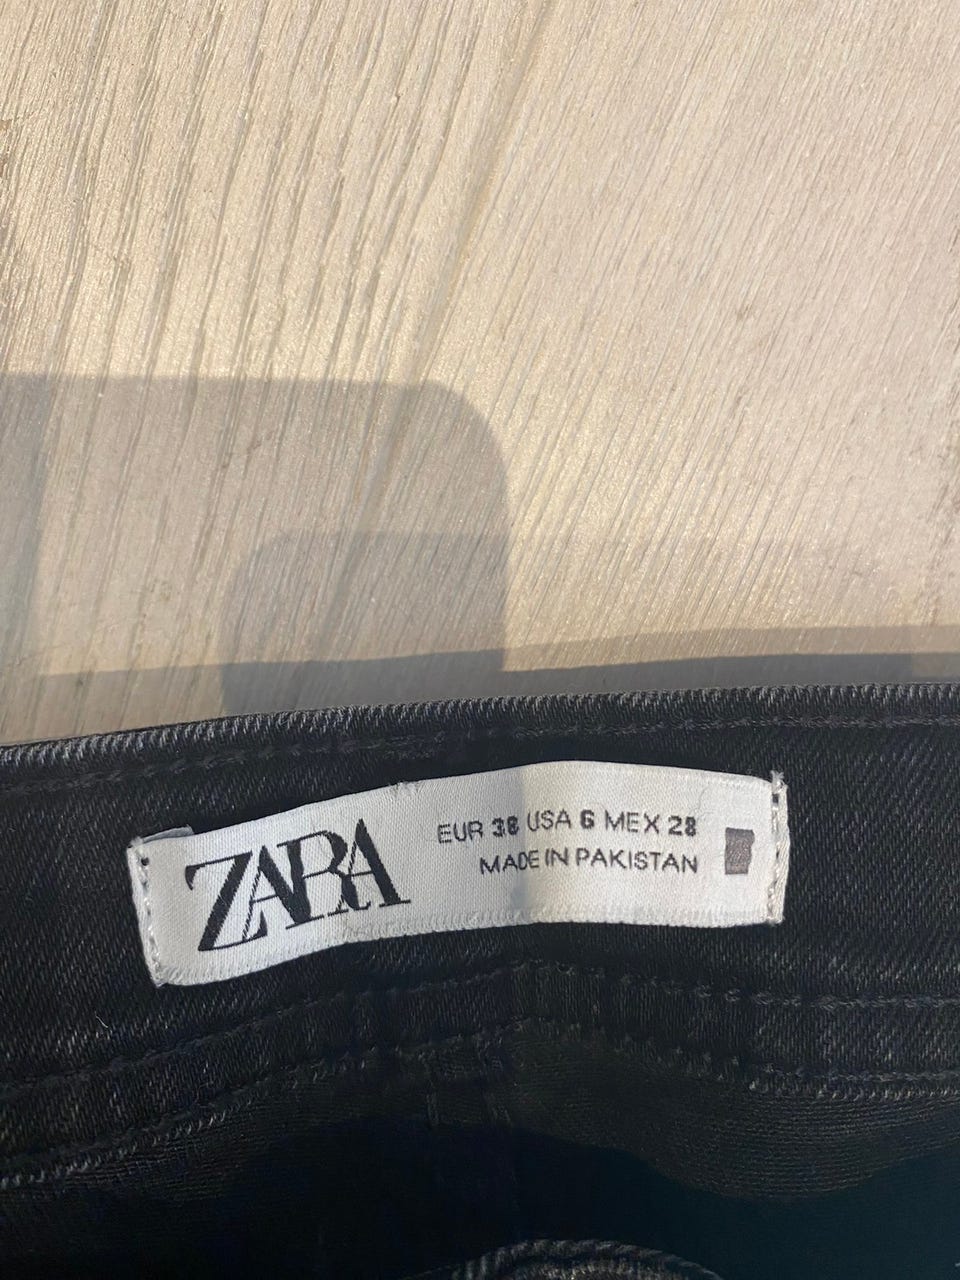 ZARA
EUR 38 USA 6 MEX 28
MADE IN PAKISTAN